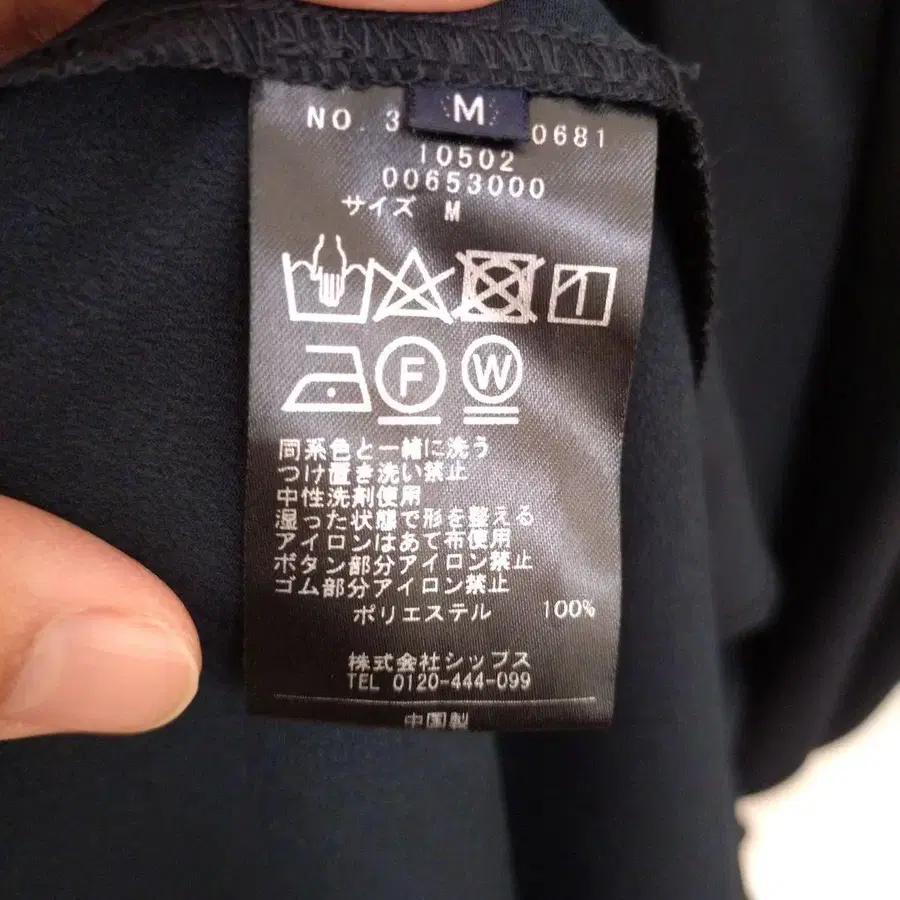 M
NO. 3 0681
10502
00653000
サイズ M
F W
同系色と一緒に洗う
つけ置き洗い禁止
中性洗剤使用
湿った状態で形を整える
アイロンはあて布使用
ボタン部分アイロン禁止
ゴム部分アイロン禁止
ポリエステル 100%
株式会社シップス
TEL 0120-444-099
中国製